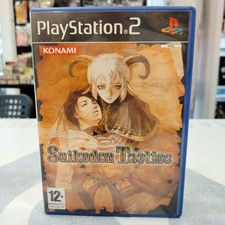 PlayStation 2
KONAMI
Suikoden Tactics
12+